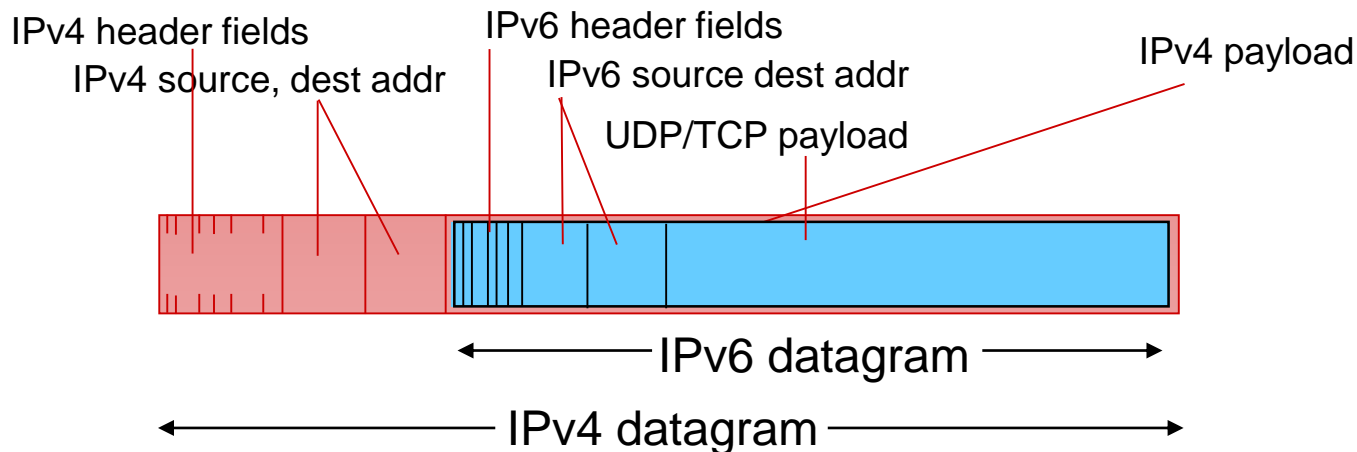 IPv4 header fields
IPv6 header fields
IPv4 payload
IPv4 source, dest addr
IPv6 source dest addr
UDP/TCP payload
IPv6 datagram
IPv4 datagram